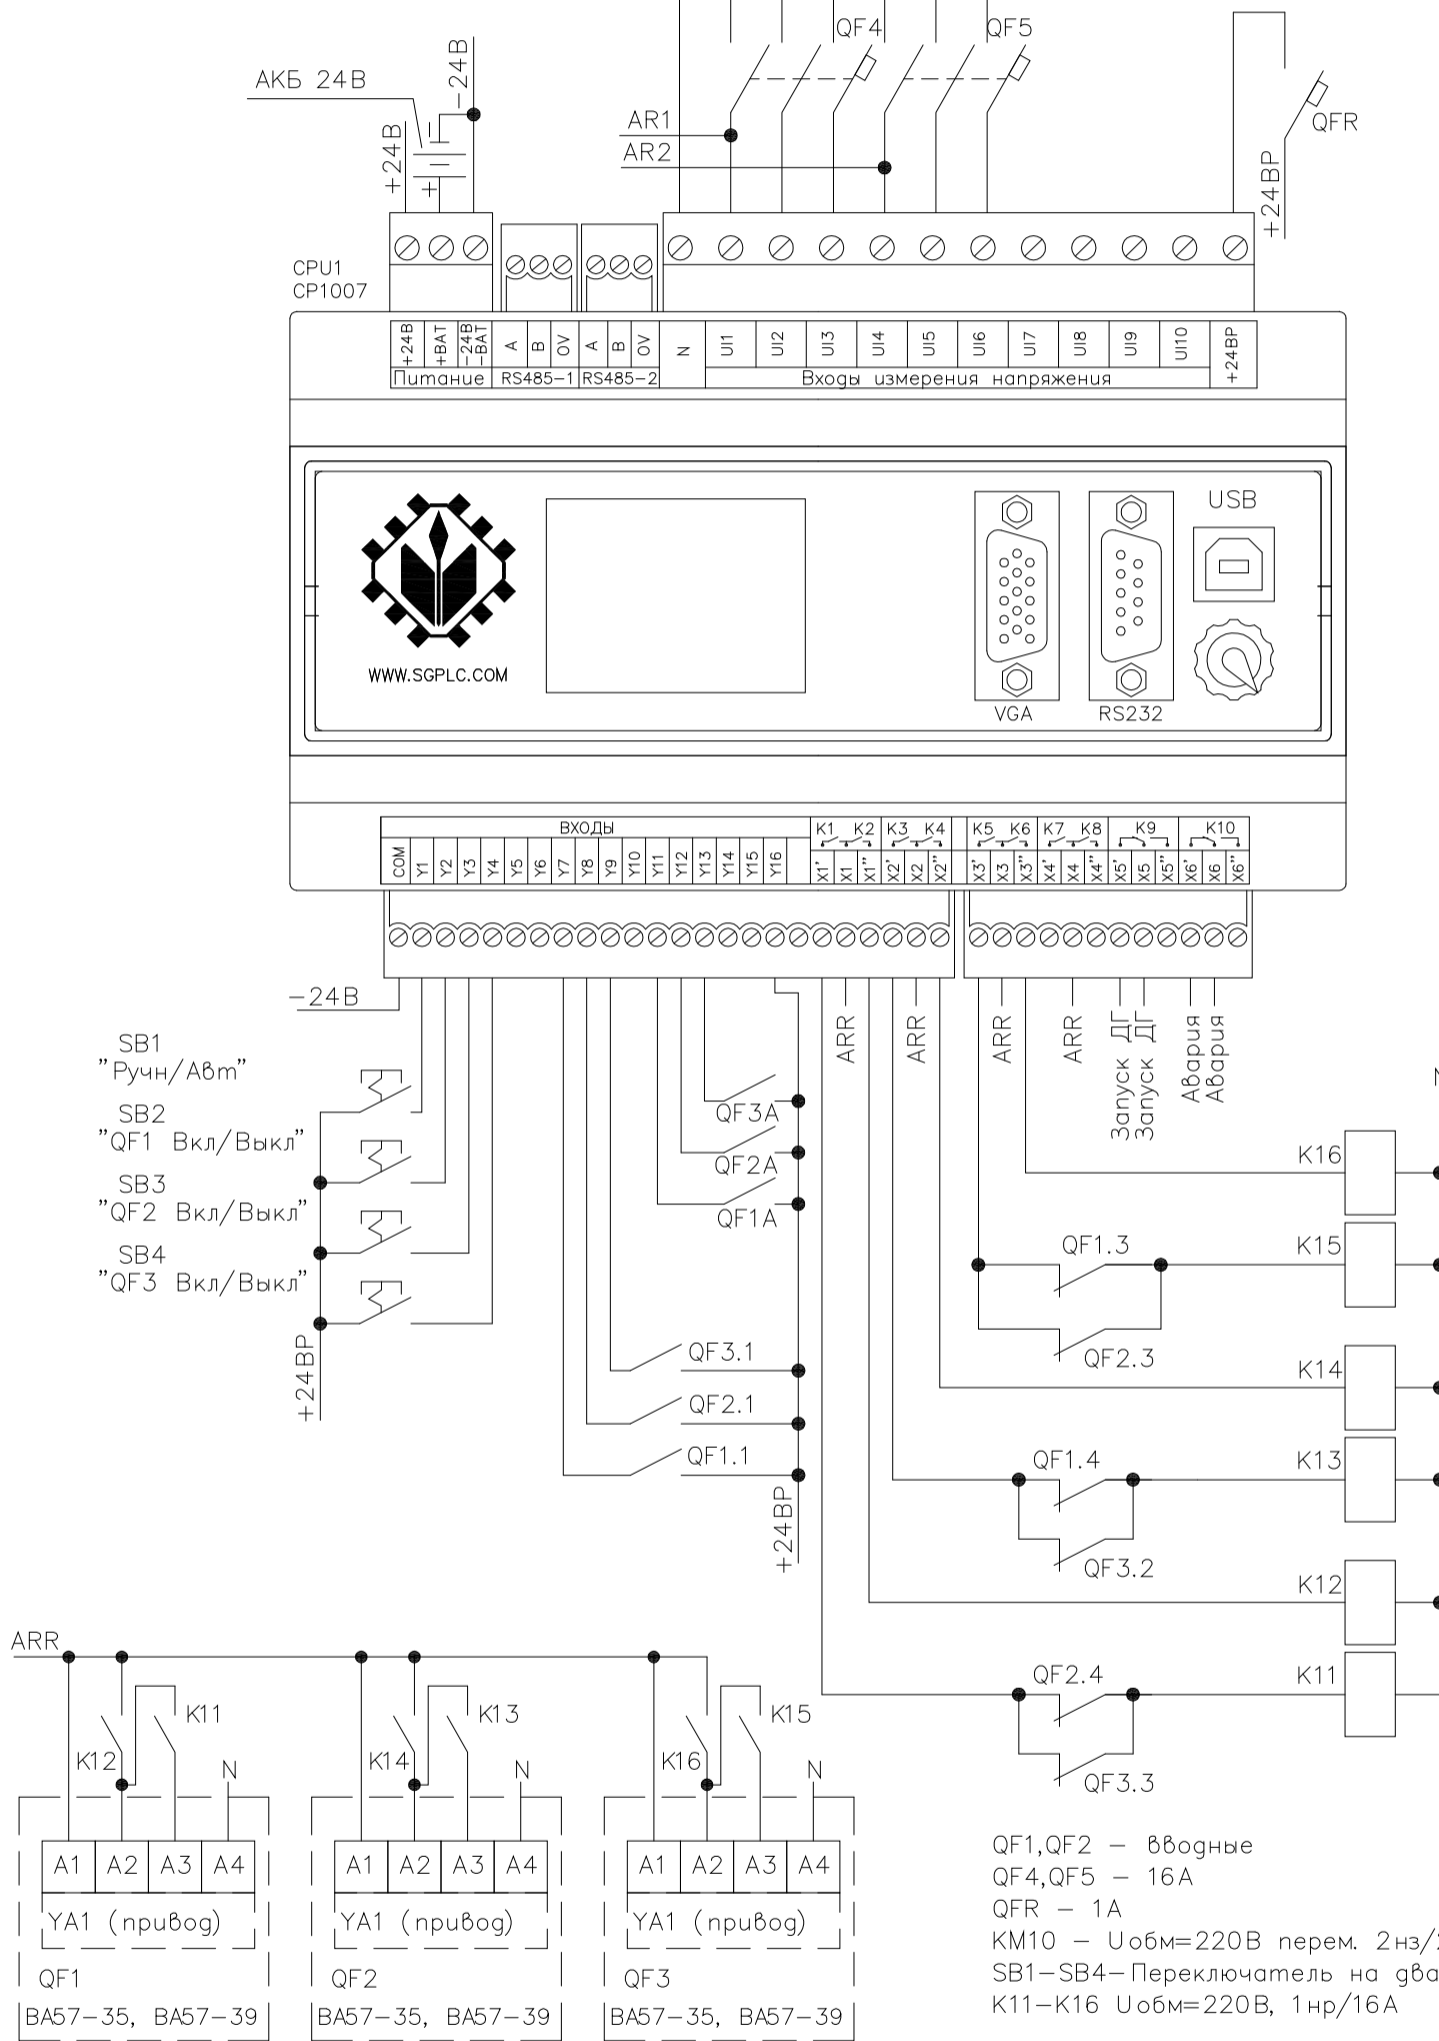 QF4
QF5
АКБ 24В
-24В
+24В
AR1
AR2
QFR
+24ВР
CPU1
CP1007
+24В
+ВАТ
-24В
-ВАТ
A
B
0V
A
B
0V
N
UI1
UI2
UI3
UI4
UI5
UI6
UI7
UI8
UI9
UI10
+24ВР
Питание
RS485-1
RS485-2
Входы измерения напряжения
USB
WWW.SGPLC.COM
VGA
RS232
ВХОДЫ
K1 K2 K3 K4 K5 K6 K7 K8 K9 K10
COM Y1 Y2 Y3 Y4 Y5 Y6 Y7 Y8 Y9 Y10 Y11 Y12 Y13 Y14 Y15 Y16 X1' X1 X1" X2' X2 X2" X3' X3 X3" X4' X4 X4" X5' X5 X5" X6' X6 X6"
-24В
ARR
ARR
ARR
ARR
Запуск ДГ
Запуск ДГ
Авария
Авария
SB1
"Ручн/Авт"
SB2
"QF1 Вкл/Выкл"
SB3
"QF2 Вкл/Выкл"
SB4
"QF3 Вкл/Выкл"
+24ВР
QF3A
QF2A
QF1A
QF3.1
QF2.1
QF1.1
+24ВР
K16
QF1.3
K15
QF2.3
K14
QF1.4
K13
QF3.2
K12
QF2.4
K11
QF3.3
ARR
K11
K12
N
K13
K14
N
K15
K16
N
A1 A2 A3 A4
YA1 (привод)
QF1
ВА57-35, ВА57-39
A1 A2 A3 A4
YA1 (привод)
QF2
ВА57-35, ВА57-39
A1 A2 A3 A4
YA1 (привод)
QF3
ВА57-35, ВА57-39
QF1,QF2 - вводные
QF4,QF5 - 16А
QFR - 1А
KM10 - Uобм=220В перем. 2нз/
SB1-SB4-Переключатель на два
K11-K16 Uобм=220В, 1нр/16А